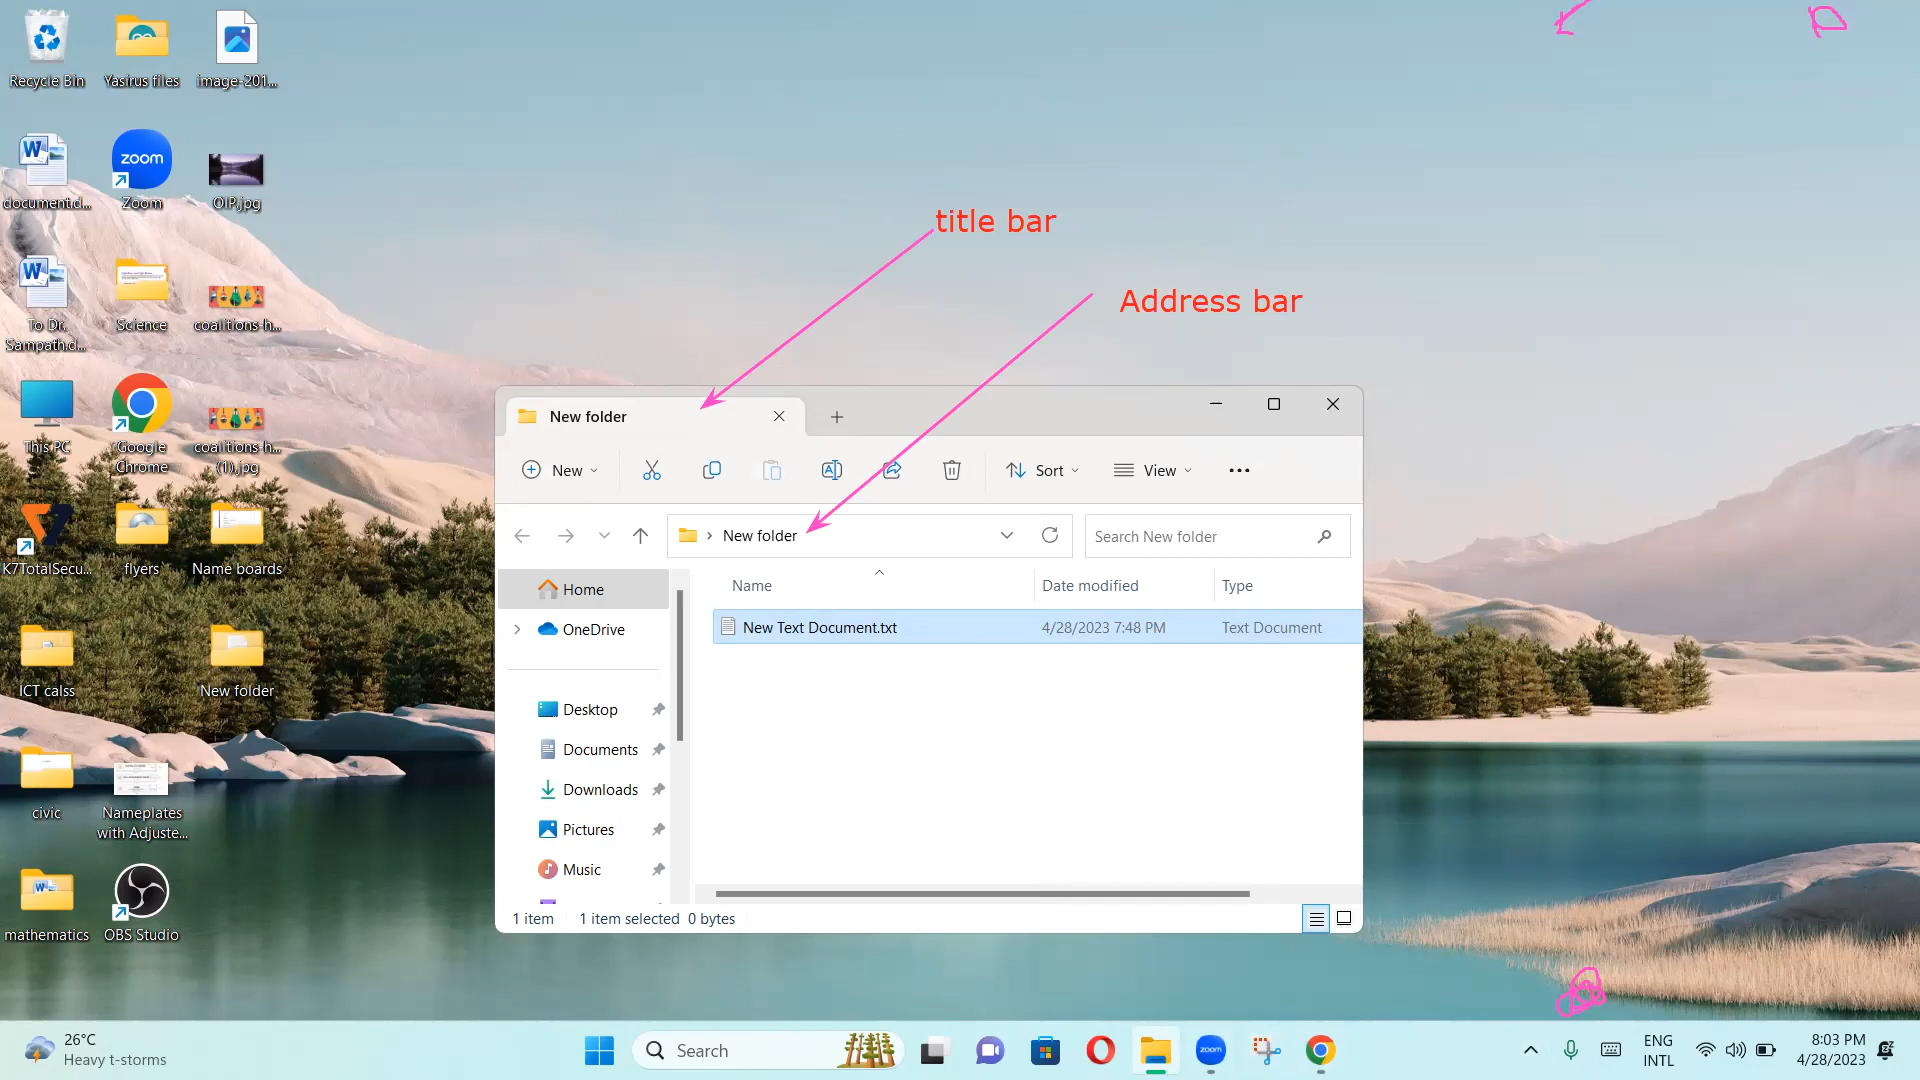 Recycle Bin
Yasirus files
image-201...
document.d...
Zoom
OIP.jpg
To Dr.
Sampath.d...
Science
coalitions-h...
This PC
Google
Chrome
coalitions-h...
(1).jpg
K7TotalSecu...
flyers
Name boards
ICT calss
New folder
civic
Nameplates
with Adjuste...
mathematics
OBS Studio
zoom
title bar
Address bar
New folder
New
Sort
View
New folder
Search New folder
Home
OneDrive
Desktop
Documents
Downloads
Pictures
Music
Name
Date modified
Type
New Text Document.txt
4/28/2023 7:48 PM
Text Document
1 item
1 item selected
0 bytes
26°C
Heavy t-storms
Search
zoom
ENG
INTL
8:03 PM
4/28/2023